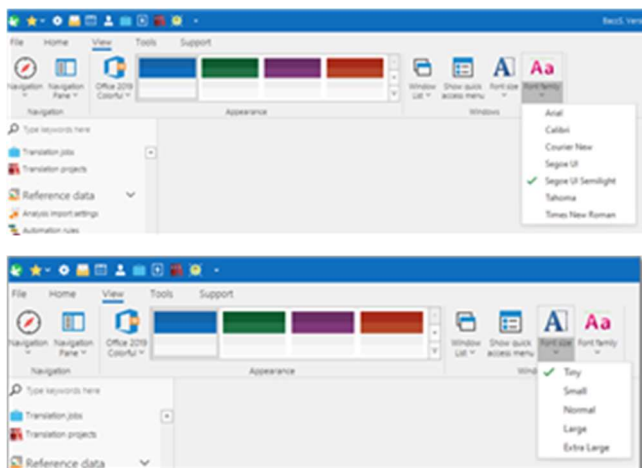 BaccS. Vers
File Home View Tools Support
Navigation Navigation Pane Office 2019 Colorful Window List Show quick access menu Font size Font family
Navigation Appearance Windows
Type keywords here
Translation jobs
Translation projects
Reference data
Analysis import settings
Automation rules
Arial
Calibri
Courier New
Segoe UI
Segoe UI Semilight
Tahoma
Times New Roman
File Home View Tools Support
Navigation Navigation Pane Office 2019 Colorful Window List Show quick access menu Font size Font family
Navigation Appearance Wind
Type keywords here
Translation jobs
Translation projects
Reference data
Tiny
Small
Normal
Large
Extra Large